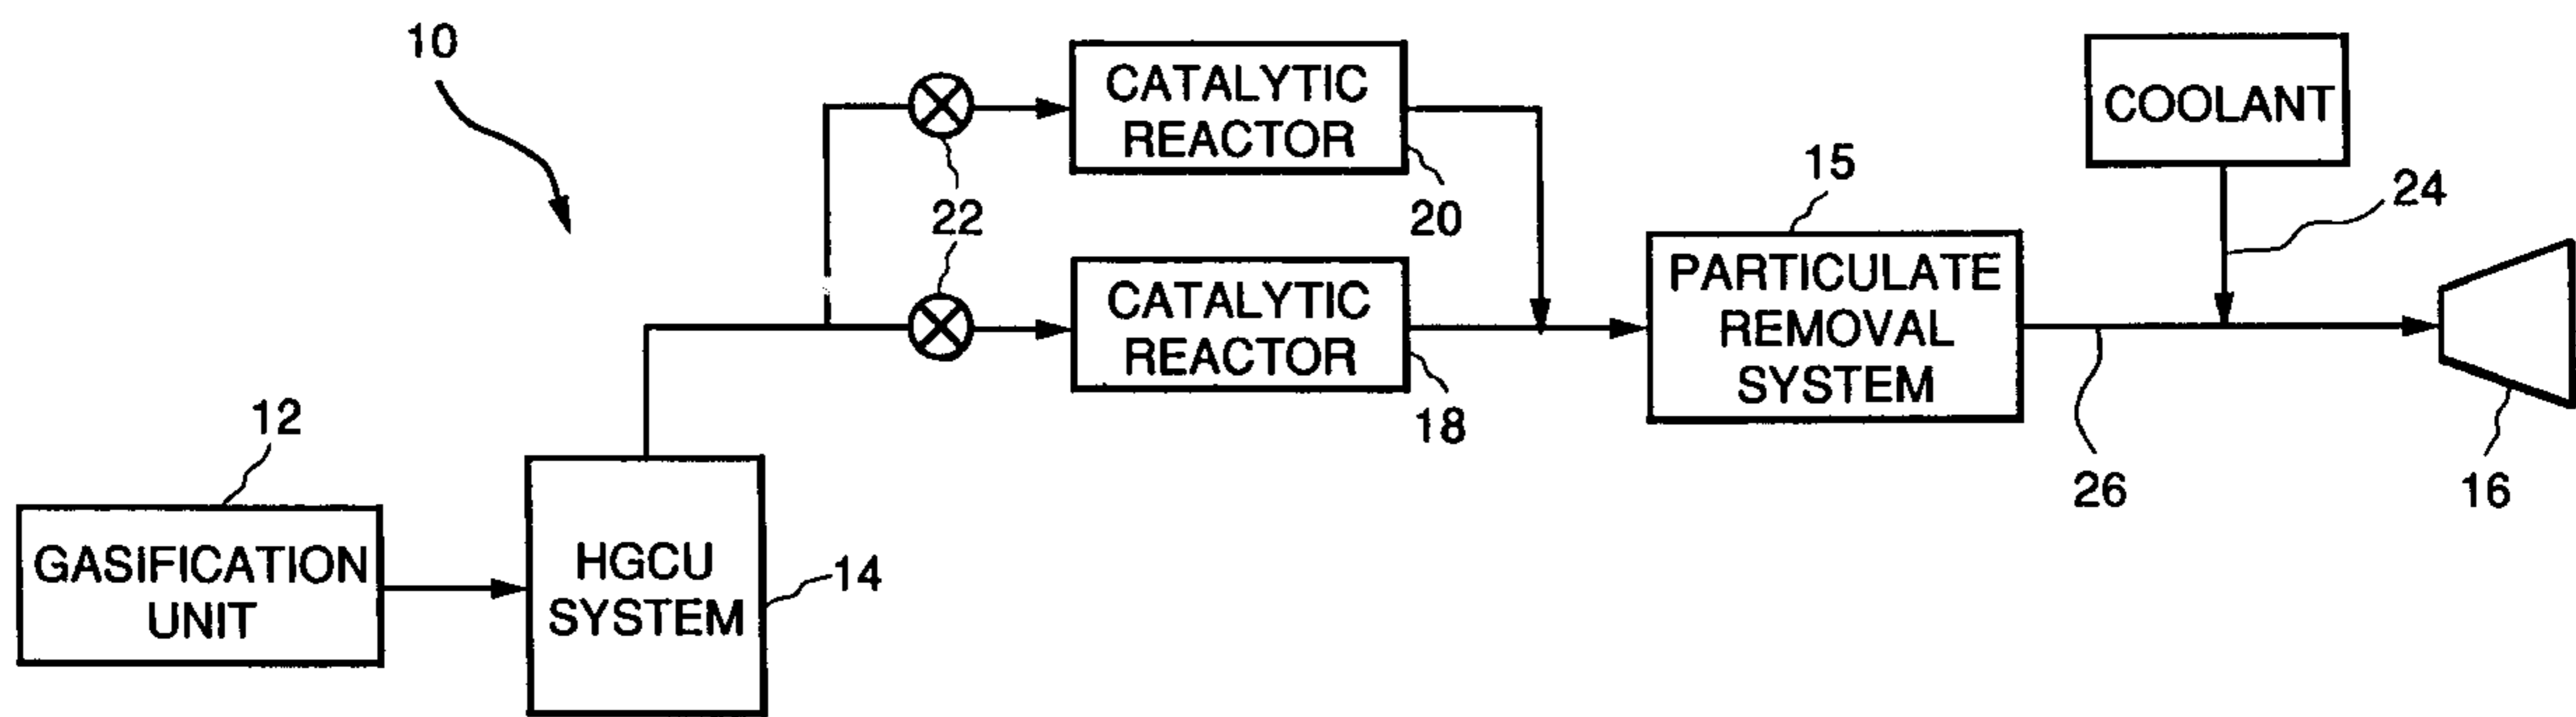 10
CATALYTIC
REACTOR
20
22
CATALYTIC
REACTOR
18
15
PARTICULATE
REMOVAL
SYSTEM
COOLANT
24
26
16
12
GASIFICATION
UNIT
HGCU
SYSTEM
14